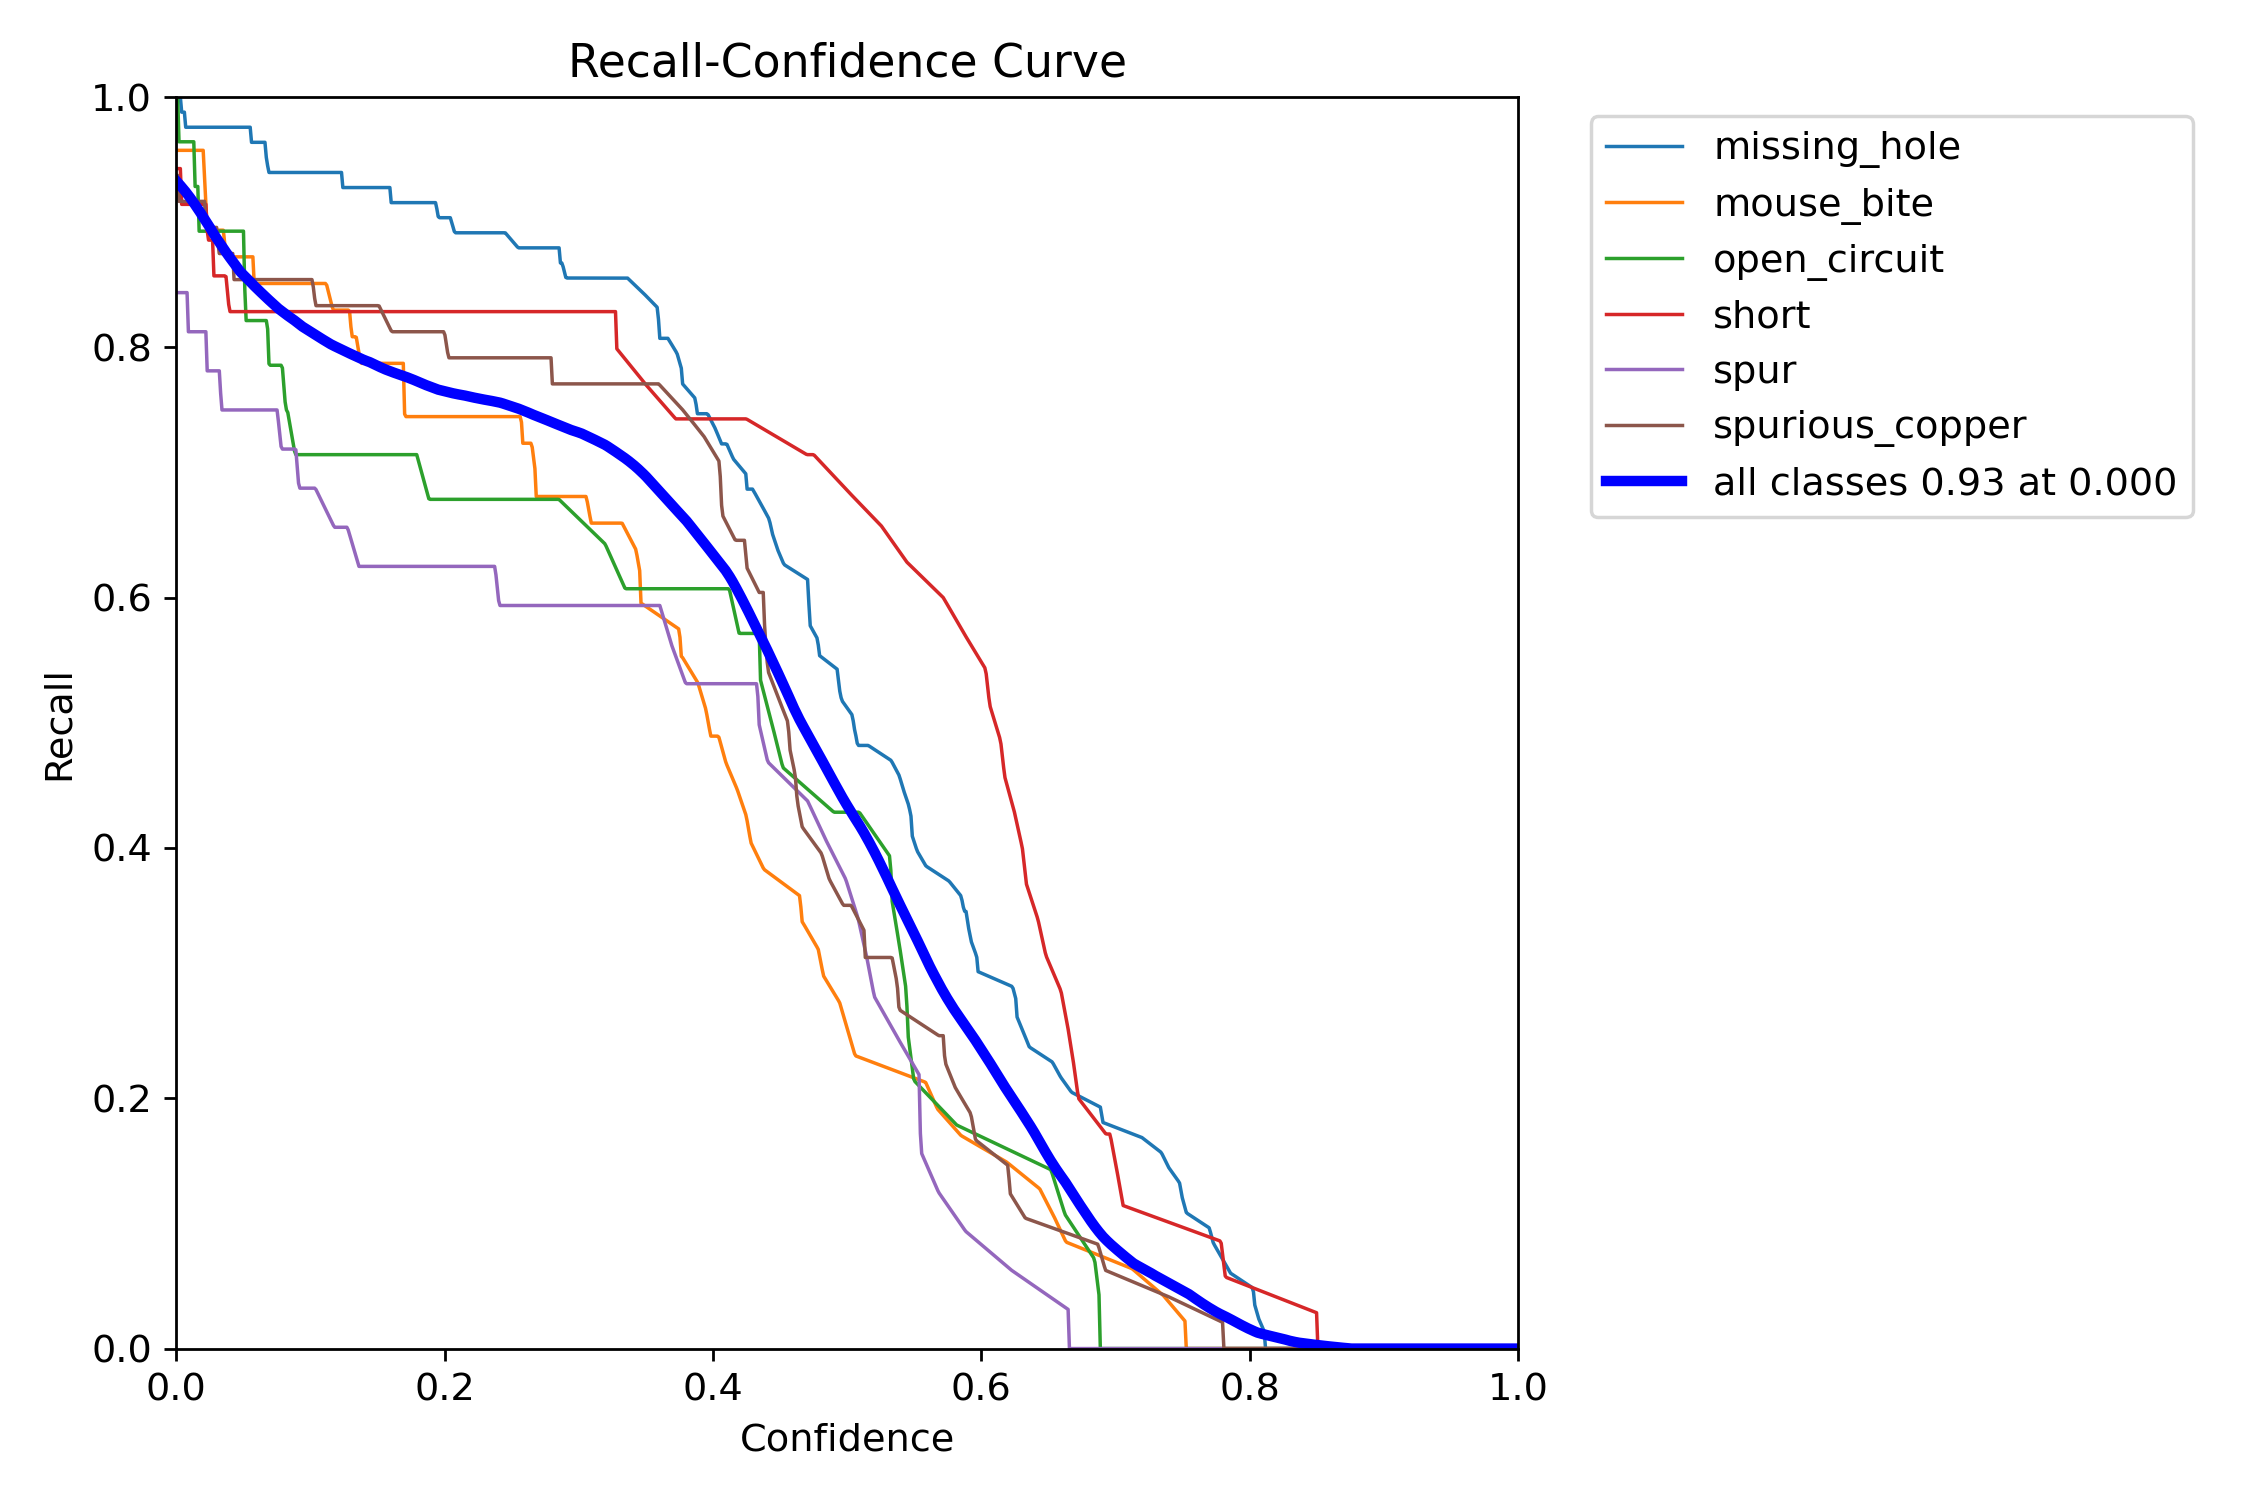 Recall-Confidence Curve
1.0
0.8
0.6
0.4
0.2
0.0
Recall
0.0 0.2 0.4 0.6 0.8 1.0
Confidence
missing_hole
mouse_bite
open_circuit
short
spur
spurious_copper
all classes 0.93 at 0.000